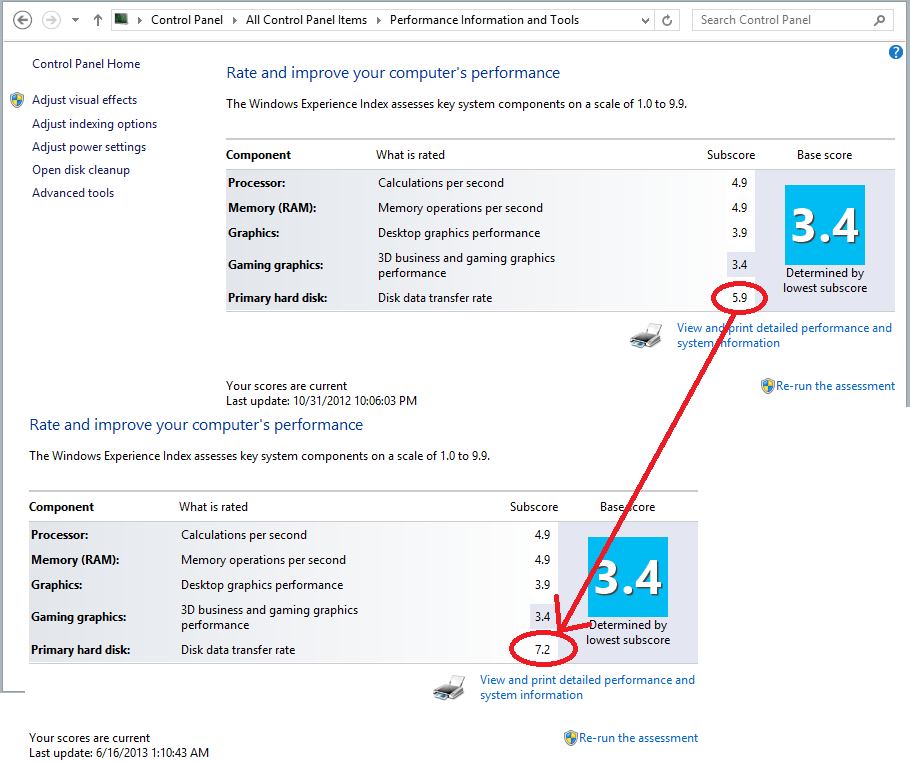 Control Panel All Control Panel Items Performance Information and Tools Search Control Panel
Control Panel Home
Adjust visual effects
Adjust indexing options
Adjust power settings
Open disk cleanup
Advanced tools
?
Rate and improve your computer's performance
The Windows Experience Index assesses key system components on a scale of 1.0 to 9.9.
Component What is rated Subscore Base score
Processor: Calculations per second 4.9
Memory (RAM): Memory operations per second 4.9
Graphics: Desktop graphics performance 3.9
Gaming graphics: 3D business and gaming graphics
performance 3.4
Primary hard disk: Disk data transfer rate 5.9
3.4
Determined by
lowest subscore
View and print detailed performance and
system information
Your scores are current
Last update: 10/31/2012 10:06:03 PM
Re-run the assessment
Rate and improve your computer's performance
The Windows Experience Index assesses key system components on a scale of 1.0 to 9.9.
Component What is rated Subscore Base score
Processor: Calculations per second 4.9
Memory (RAM): Memory operations per second 4.9
Graphics: Desktop graphics performance 3.9
Gaming graphics: 3D business and gaming graphics
performance 3.4
Primary hard disk: Disk data transfer rate 7.2
3.4
Determined by
lowest subscore
View and print detailed performance and
system information
Your scores are current
Last update: 6/16/2013 1:10:43 AM
Re-run the assessment